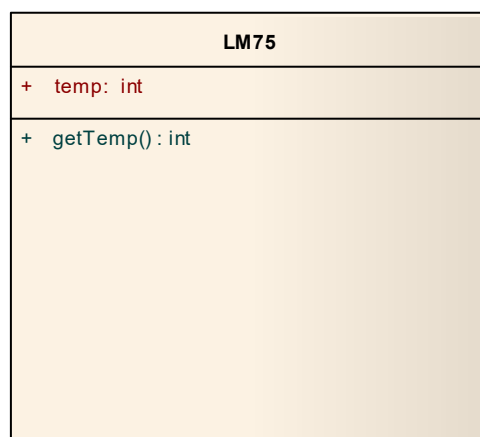 LM75
+ temp: int
+ getTemp() : int